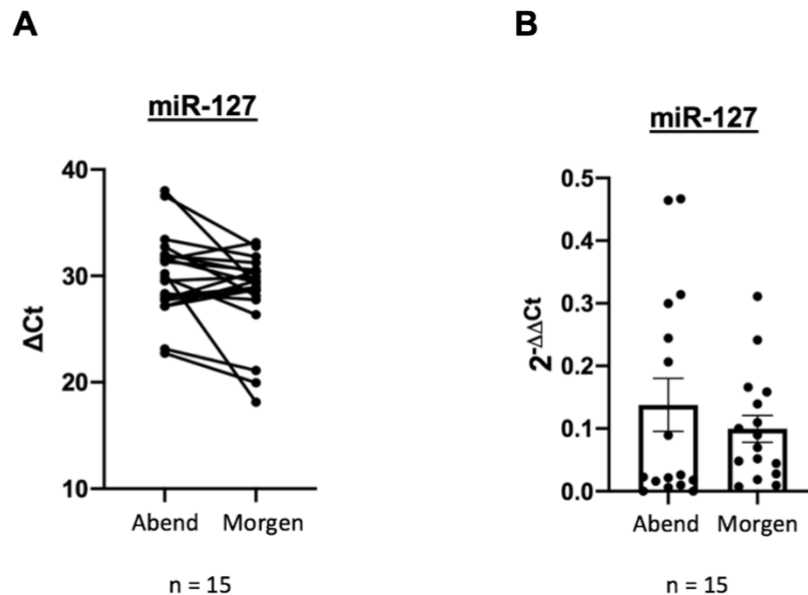 A
miR-127
ΔCt
40
30
20
10
Abend Morgen
n = 15
B
miR-127
2-ΔΔCt
0.5
0.4
0.3
0.2
0.1
0.0
Abend Morgen
n = 15